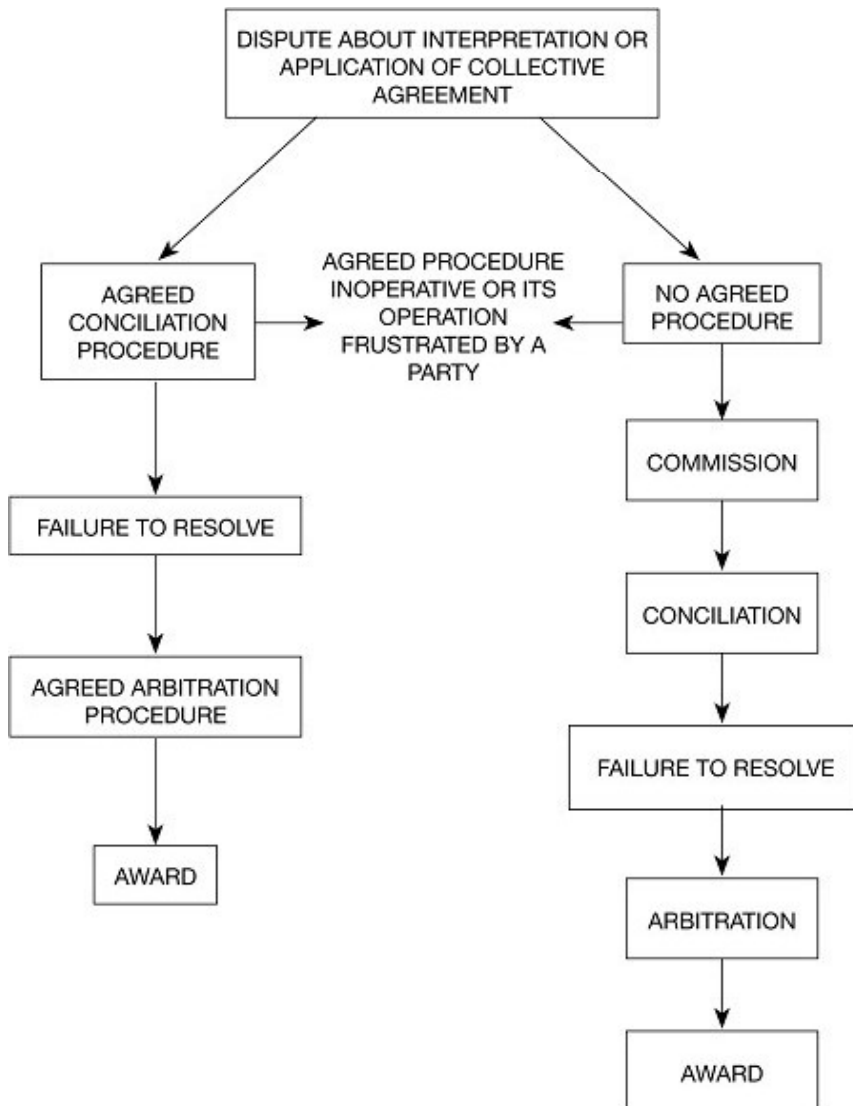 DISPUTE ABOUT INTERPRETATION OR
APPLICATION OF COLLECTIVE
AGREEMENT
AGREED
CONCILIATION
PROCEDURE
AGREED PROCEDURE
INOPERATIVE OR ITS
OPERATION
FRUSTRATED BY A
PARTY
NO AGREED
PROCEDURE
COMMISSION
FAILURE TO RESOLVE
CONCILIATION
AGREED ARBITRATION
PROCEDURE
FAILURE TO RESOLVE
AWARD
ARBITRATION
AWARD